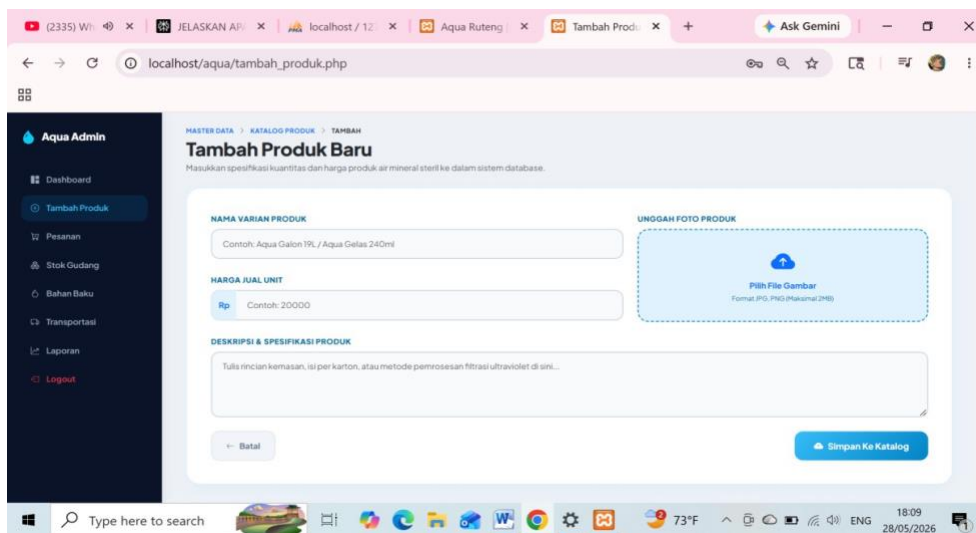 (2335) Wh
JELASKAN AP
localhost / 12
Aqua Ruteng
Tambah Produ
Ask Gemini
localhost/aqua/tambah_produk.php
Aqua Admin
Dashboard
Tambah Produk
Pesanan
Stok Gudang
Bahan Baku
Transportasi
Laporan
Logout
MASTER DATA > KATALOG PRODUK > TAMBAH
Tambah Produk Baru
Masukkan spesifikasi kuantitas dan harga produk air mineral steril ke dalam sistem database.
NAMA VARIAN PRODUK
Contoh: Aqua Galon 19L / Aqua Gelas 240ml
HARGA JUAL UNIT
Rp Contoh: 20000
UNGGAH FOTO PRODUK
Pilih File Gambar
Format JPG, PNG (Maksimal 2MB)
DESKRIPSI & SPESIFIKASI PRODUK
Tulis rincian kemasan, isi per karton, atau metode pemrosesan filtrasi ultraviolet di sini...
← Batal
Simpan Ke Katalog
Type here to search
73°F
ENG
18:09
28/05/2026